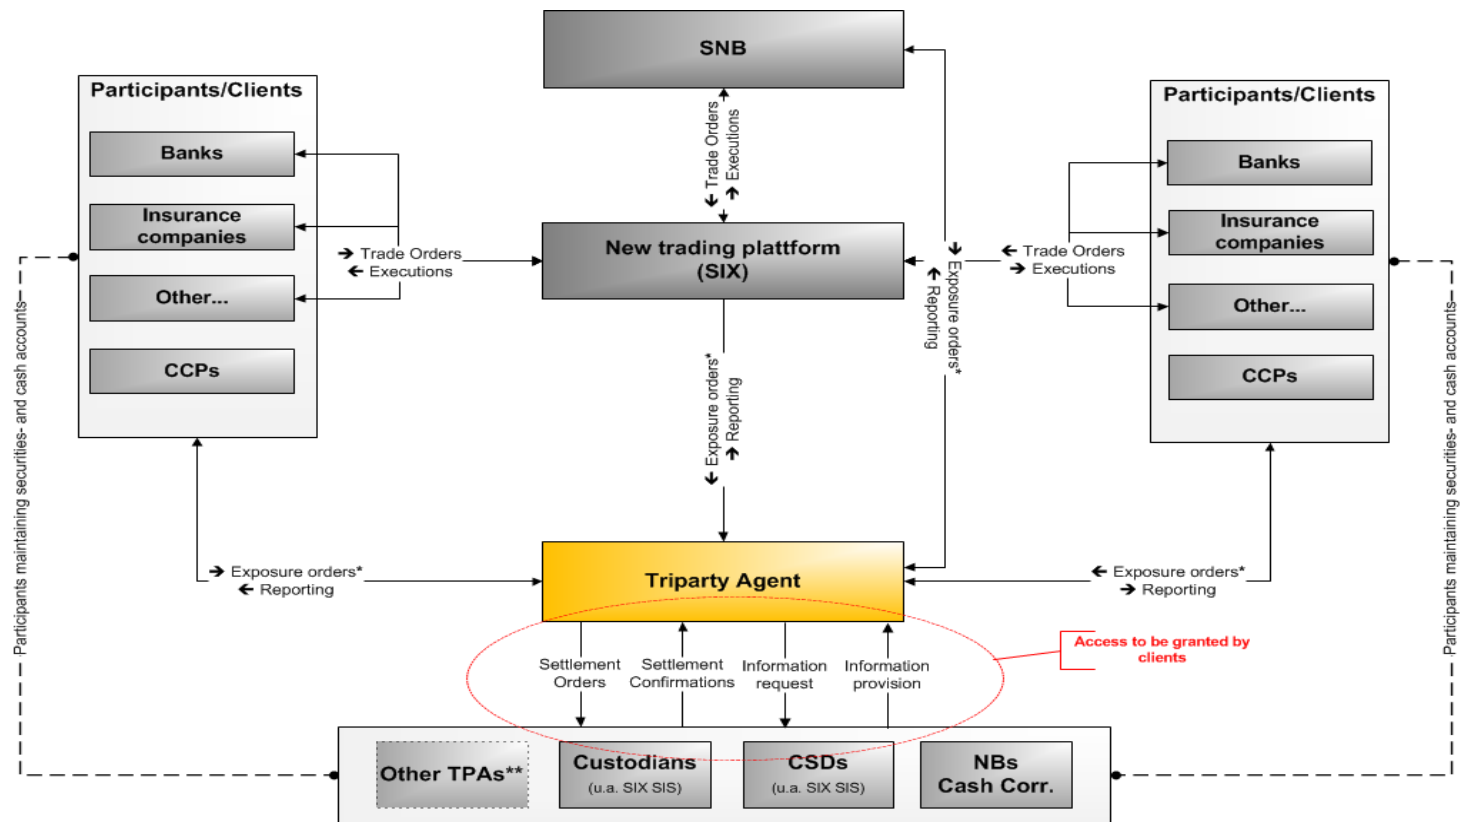 SNB
Participants/Clients
Banks
Insurance
companies
Other...
CCPs
🡸 Trade Orders
🡺 Executions
Participants/Clients
Banks
Insurance
companies
Other...
CCPs
🡺 Trade Orders
🡸 Executions
New trading plattform
(SIX)
🡸 Trade Orders
🡺 Executions
🡺 Exposure orders*
🡸 Reporting
🡸 Exposure orders*
🡺 Reporting
Participants maintaining securities- and cash accounts
Participants maintaining securities- and cash accounts
🡺 Exposure orders*
🡸 Reporting
Triparty Agent
🡸 Exposure orders*
🡺 Reporting
Access to be granted by
clients
Settlement
Orders
Settlement
Confirmations
Information
request
Information
provision
Other TPAs**
Custodians
(u.a. SIX SIS)
CSDs
(u.a. SIX SIS)
NBs
Cash Corr.